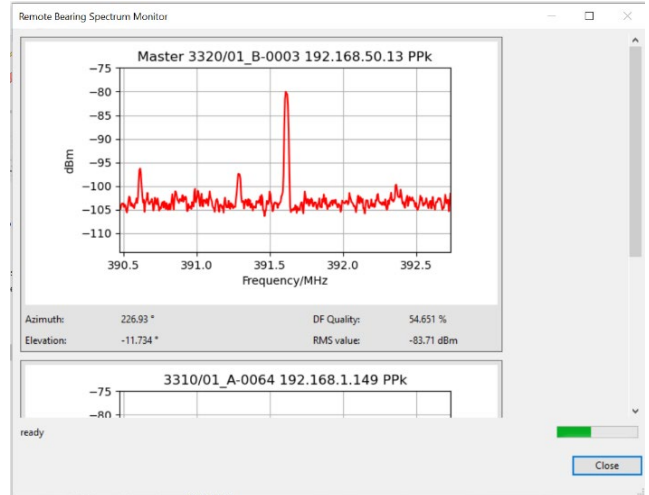 Remote Bearing Spectrum Monitor
Master 3320/01_B-0003 192.168.50.13 PPk
−75
−80
−85
−90
−95
−100
−105
−110
dBm
390.5 391.0 391.5 392.0 392.5
Frequency/MHz
Azimuth: 226.93 ° DF Quality: 54.651 %
Elevation: -11.734 ° RMS value: -83.71 dBm
3310/01_A-0064 192.168.1.149 PPk
−75
−80
ready
Close